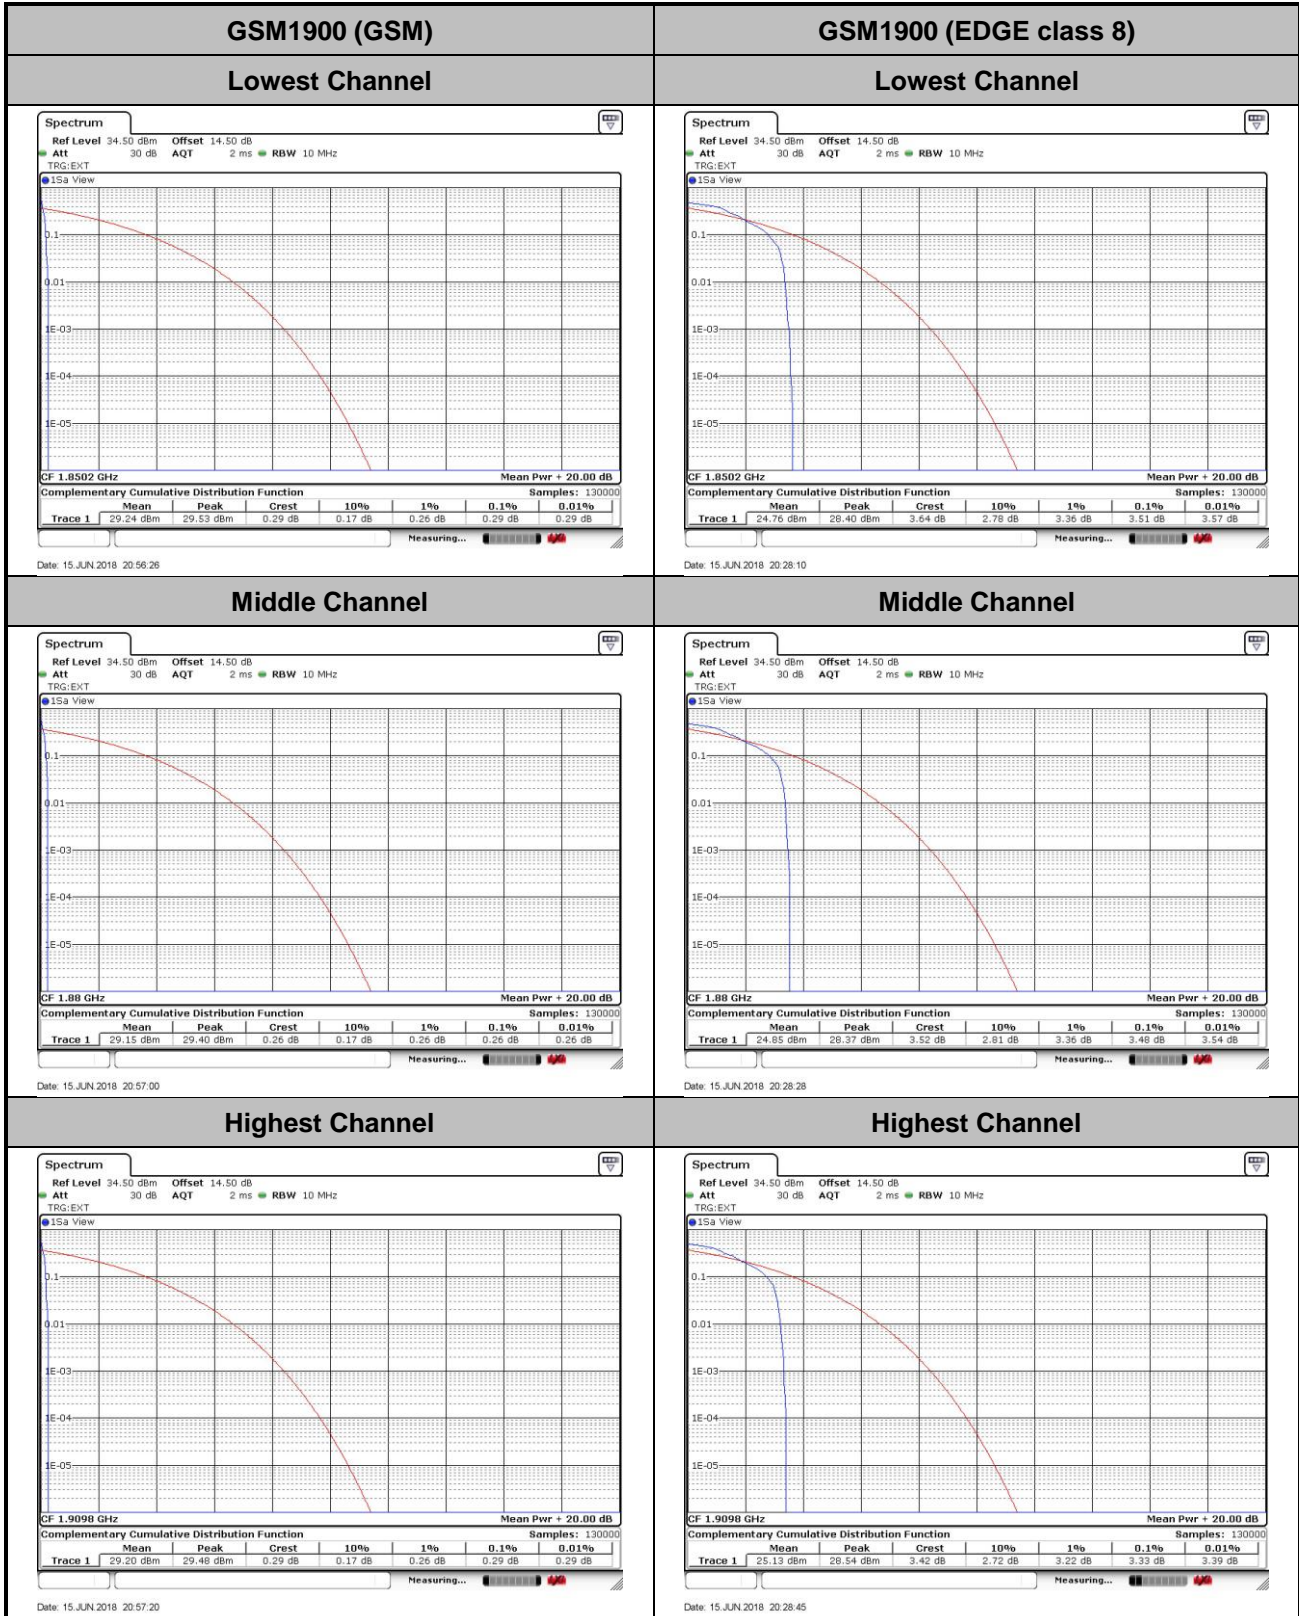 GSM1900 (GSM) GSM1900 (EDGE class 8)
Lowest Channel Lowest Channel
Spectrum
Ref Level 34.50 dBm Offset 14.50 dB
Att 30 dB AQT 2 ms RBW 10 MHz
TRG:EXT
1Sa View
0.1
0.01
1E-03
1E-04
1E-05
CF 1.8502 GHz Mean Pwr + 20.00 dB
Complementary Cumulative Distribution Function Samples: 130000
Mean Peak Crest 10% 1% 0.1% 0.01%
Trace 1 29.24 dBm 29.53 dBm 0.29 dB 0.17 dB 0.26 dB 0.29 dB 0.29 dB
Measuring...
Date: 15.JUN.2018 20:56:26
Spectrum
Ref Level 34.50 dBm Offset 14.50 dB
Att 30 dB AQT 2 ms RBW 10 MHz
TRG:EXT
1Sa View
0.1
0.01
1E-03
1E-04
1E-05
CF 1.8502 GHz Mean Pwr + 20.00 dB
Complementary Cumulative Distribution Function Samples: 130000
Mean Peak Crest 10% 1% 0.1% 0.01%
Trace 1 24.76 dBm 28.40 dBm 3.64 dB 2.78 dB 3.36 dB 3.51 dB 3.57 dB
Measuring...
Date: 15.JUN.2018 20:28:10
Middle Channel Middle Channel
Spectrum
Ref Level 34.50 dBm Offset 14.50 dB
Att 30 dB AQT 2 ms RBW 10 MHz
TRG:EXT
1Sa View
0.1
0.01
1E-03
1E-04
1E-05
CF 1.88 GHz Mean Pwr + 20.00 dB
Complementary Cumulative Distribution Function Samples: 130000
Mean Peak Crest 10% 1% 0.1% 0.01%
Trace 1 29.15 dBm 29.40 dBm 0.26 dB 0.17 dB 0.26 dB 0.26 dB 0.26 dB
Measuring...
Date: 15.JUN.2018 20:57:00
Spectrum
Ref Level 34.50 dBm Offset 14.50 dB
Att 30 dB AQT 2 ms RBW 10 MHz
TRG:EXT
1Sa View
0.1
0.01
1E-03
1E-04
1E-05
CF 1.88 GHz Mean Pwr + 20.00 dB
Complementary Cumulative Distribution Function Samples: 130000
Mean Peak Crest 10% 1% 0.1% 0.01%
Trace 1 24.85 dBm 28.37 dBm 3.52 dB 2.81 dB 3.36 dB 3.48 dB 3.54 dB
Measuring...
Date: 15.JUN.2018 20:28:28
Highest Channel Highest Channel
Spectrum
Ref Level 34.50 dBm Offset 14.50 dB
Att 30 dB AQT 2 ms RBW 10 MHz
TRG:EXT
1Sa View
0.1
0.01
1E-03
1E-04
1E-05
CF 1.9098 GHz Mean Pwr + 20.00 dB
Complementary Cumulative Distribution Function Samples: 130000
Mean Peak Crest 10% 1% 0.1% 0.01%
Trace 1 29.20 dBm 29.48 dBm 0.29 dB 0.17 dB 0.26 dB 0.29 dB 0.29 dB
Measuring...
Date: 15.JUN.2018 20:57:20
Spectrum
Ref Level 34.50 dBm Offset 14.50 dB
Att 30 dB AQT 2 ms RBW 10 MHz
TRG:EXT
1Sa View
0.1
0.01
1E-03
1E-04
1E-05
CF 1.9098 GHz Mean Pwr + 20.00 dB
Complementary Cumulative Distribution Function Samples: 130000
Mean Peak Crest 10% 1% 0.1% 0.01%
Trace 1 25.13 dBm 28.54 dBm 3.42 dB 2.72 dB 3.22 dB 3.33 dB 3.39 dB
Measuring...
Date: 15.JUN.2018 20:28:45